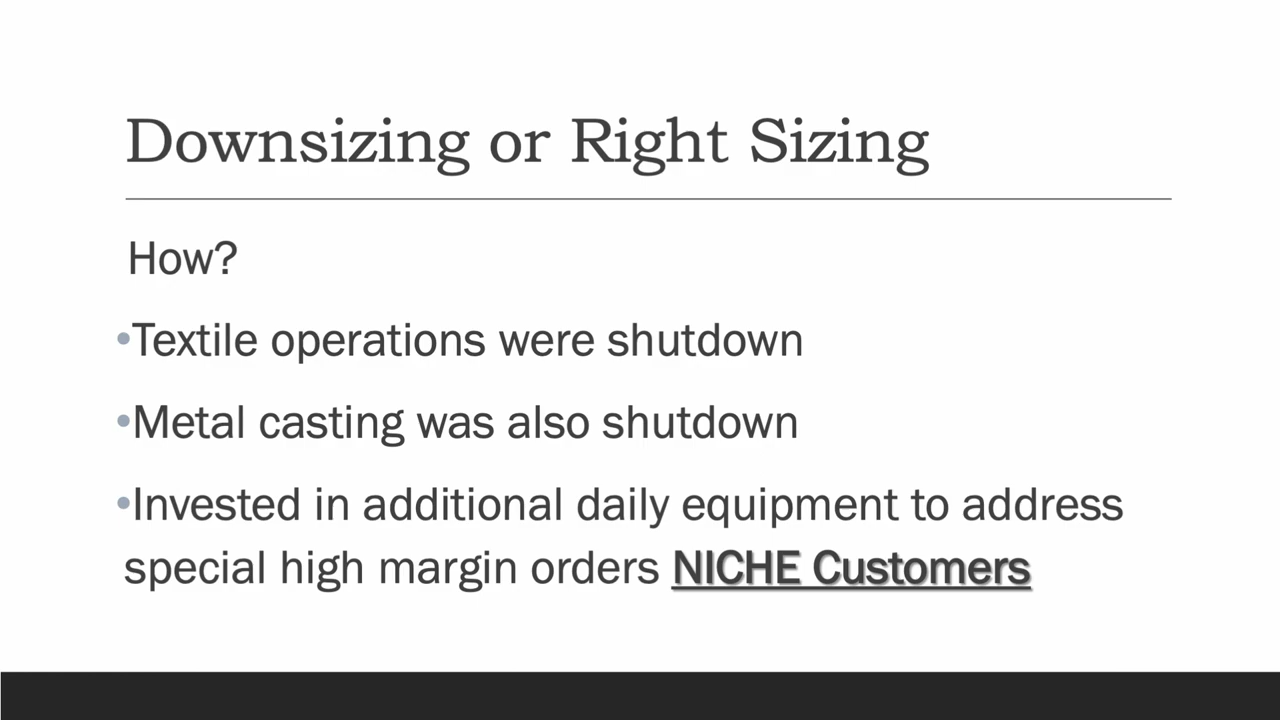 Downsizing or Right Sizing
How?
•Textile operations were shutdown
•Metal casting was also shutdown
•Invested in additional daily equipment to address
special high margin orders NICHE Customers